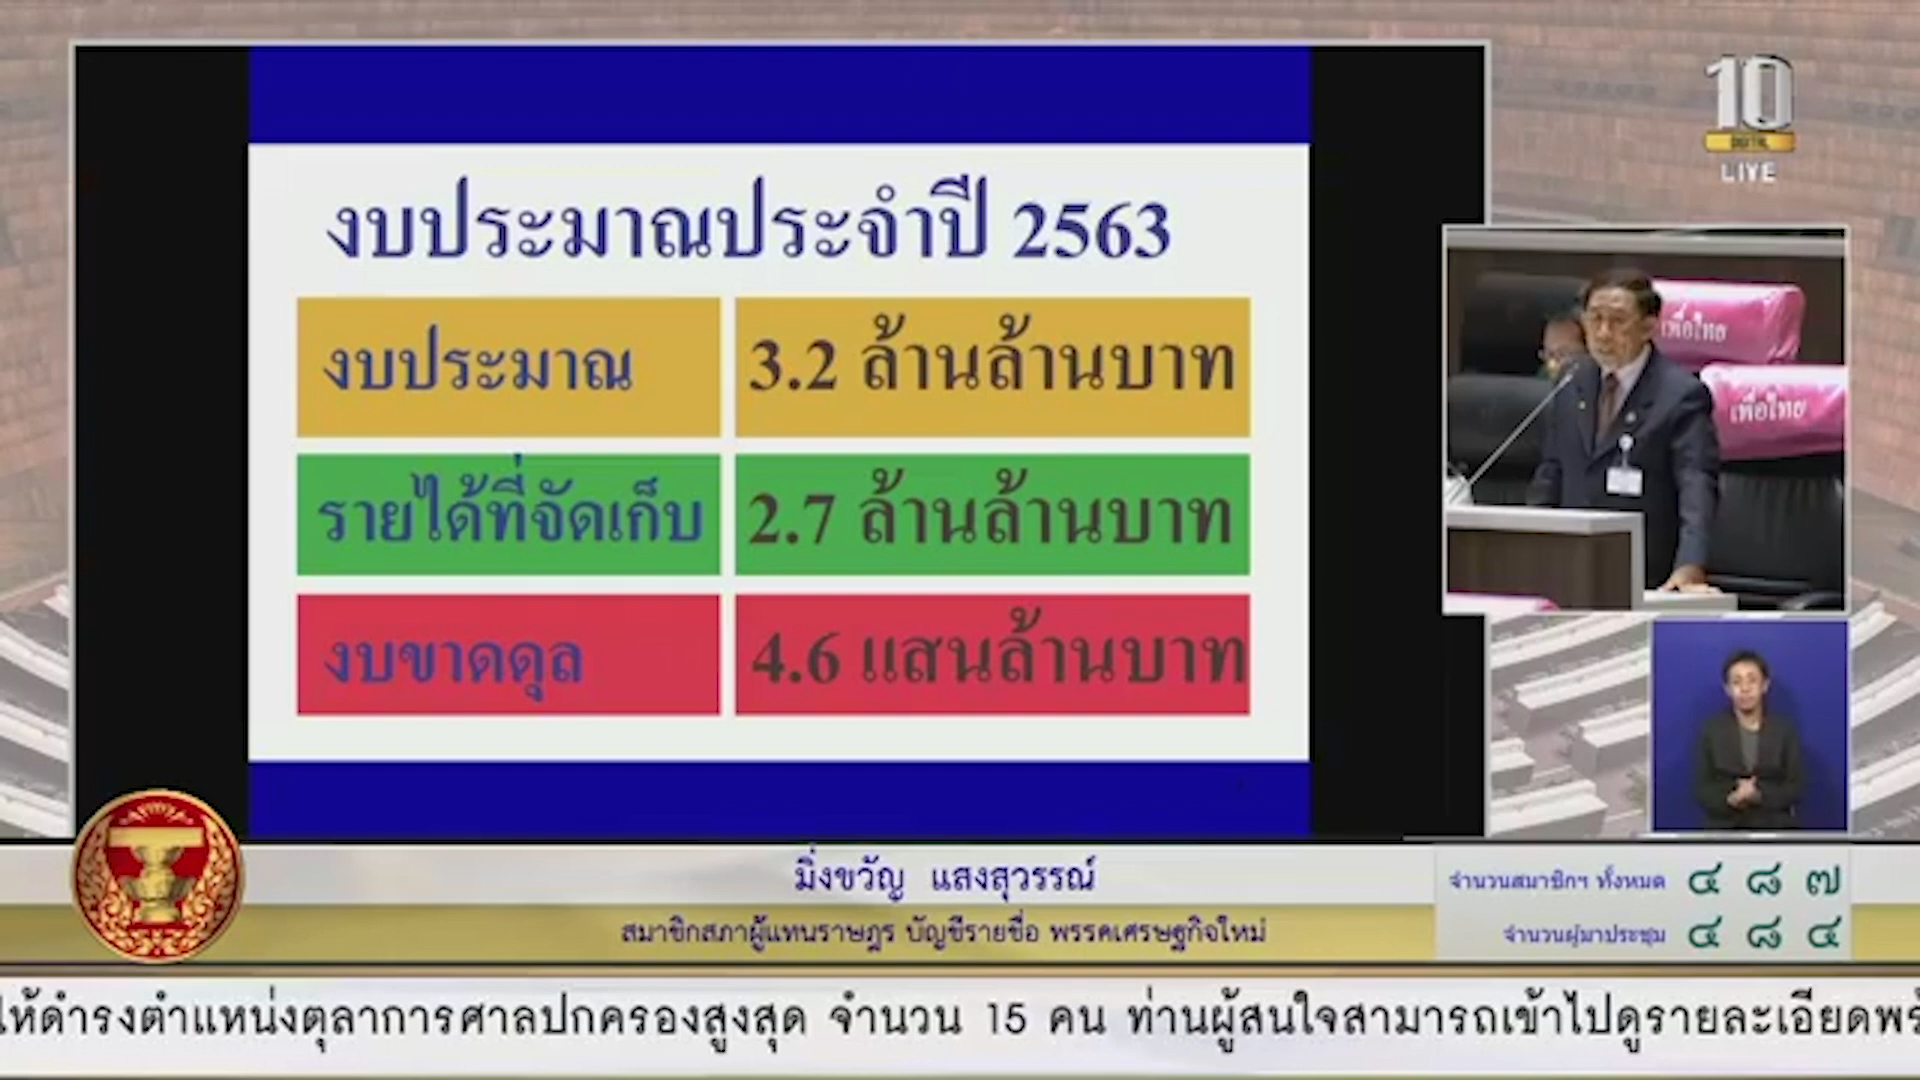 10
DIGITAL
LIVE
งบประมาณประจำปี 2563
งบประมาณ 3.2 ล้านล้านบาท
รายได้ที่จัดเก็บ 2.7 ล้านล้านบาท
งบขาดดุล 4.6 แสนล้านบาท
เพื่อไทย
เพื่อไทย
มิ่งขวัญ แสงสุวรรณ์
สมาชิกสภาผู้แทนราษฎร บัญชีรายชื่อ พรรคเศรษฐกิจใหม่
จำนวนสมาชิกฯ ทั้งหมด ๔ ๘ ๗
จำนวนผู้มาประชุม ๔ ๘ ๔
ให้ดำรงตำแหน่งตุลาการศาลปกครองสูงสุด จำนวน 15 คน ท่านผู้สนใจสามารถเข้าไปดูรายละเอียดพร้